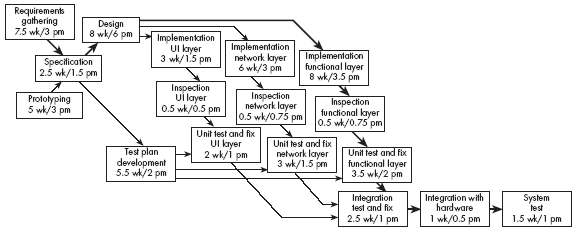 Requirements
gathering
7.5 wk/3 pm
Design
8 wk/6 pm
Specification
2.5 wk/1.5 pm
Prototyping
5 wk/3 pm
Implementation
UI layer
3 wk/1.5 pm
Implementation
network layer
6 wk/3 pm
Implementation
functional layer
8 wk/3.5 pm
Inspection
UI layer
0.5 wk/0.5 pm
Inspection
network layer
0.5 wk/0.75 pm
Inspection
functional layer
0.5 wk/0.75 pm
Test plan
development
5.5 wk/2 pm
Unit test and fix
UI layer
2 wk/1 pm
Unit test and fix
network layer
3 wk/1.5 pm
Unit test and fix
functional layer
3.5 wk/2 pm
Integration
test and fix
2.5 wk/1 pm
Integration with
hardware
1 wk/0.5 pm
System
test
1.5 wk/1 pm